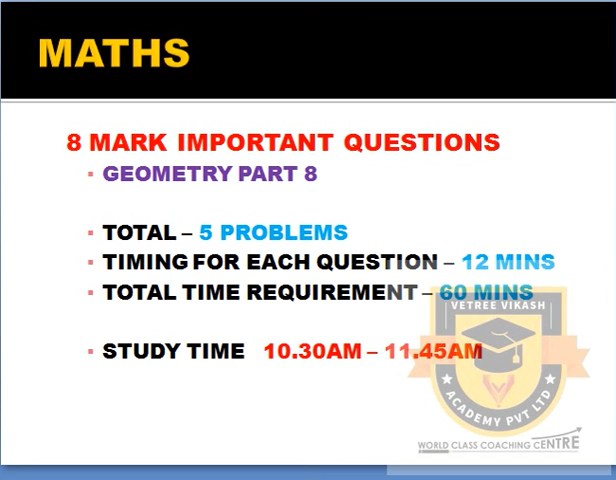 MATHS
8 MARK IMPORTANT QUESTIONS
GEOMETRY PART 8
TOTAL – 5 PROBLEMS
TIMING FOR EACH QUESTION – 12 MINS
TOTAL TIME REQUIREMENT – 60 MINS
STUDY TIME 10.30AM – 11.45AM
VETREE VIKASH
ACADEMY PVT LTD
WORLD CLASS COACHING CENTRE